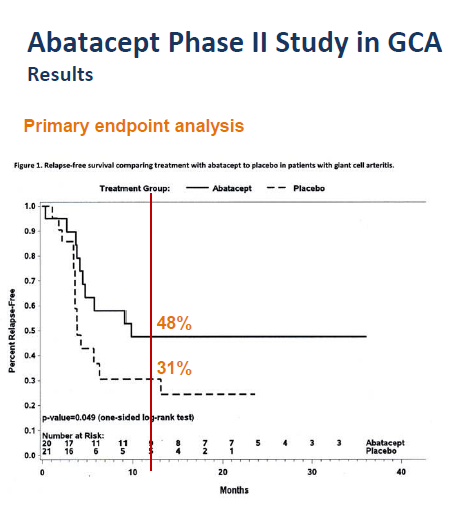 Abatacept Phase II Study in GCA
Results
Primary endpoint analysis
Figure 1. Relapse-free survival comparing treatment with abatacept to placebo in patients with giant cell arteritis.
Treatment Group: Abatacept Placebo
1.0
0.9
0.8
0.7
0.6
0.5
0.4
0.3
0.2
0.1
0.0
Percent Relapse-Free
48%
31%
p-value=0.049 (one-sided log-rank test)
Number at Risk:
20 17 11 11 9 8 7 7 5 4 3 3 Abatacept
21 16 6 5 5 4 2 1 Placebo
0 10 20 30 40
Months